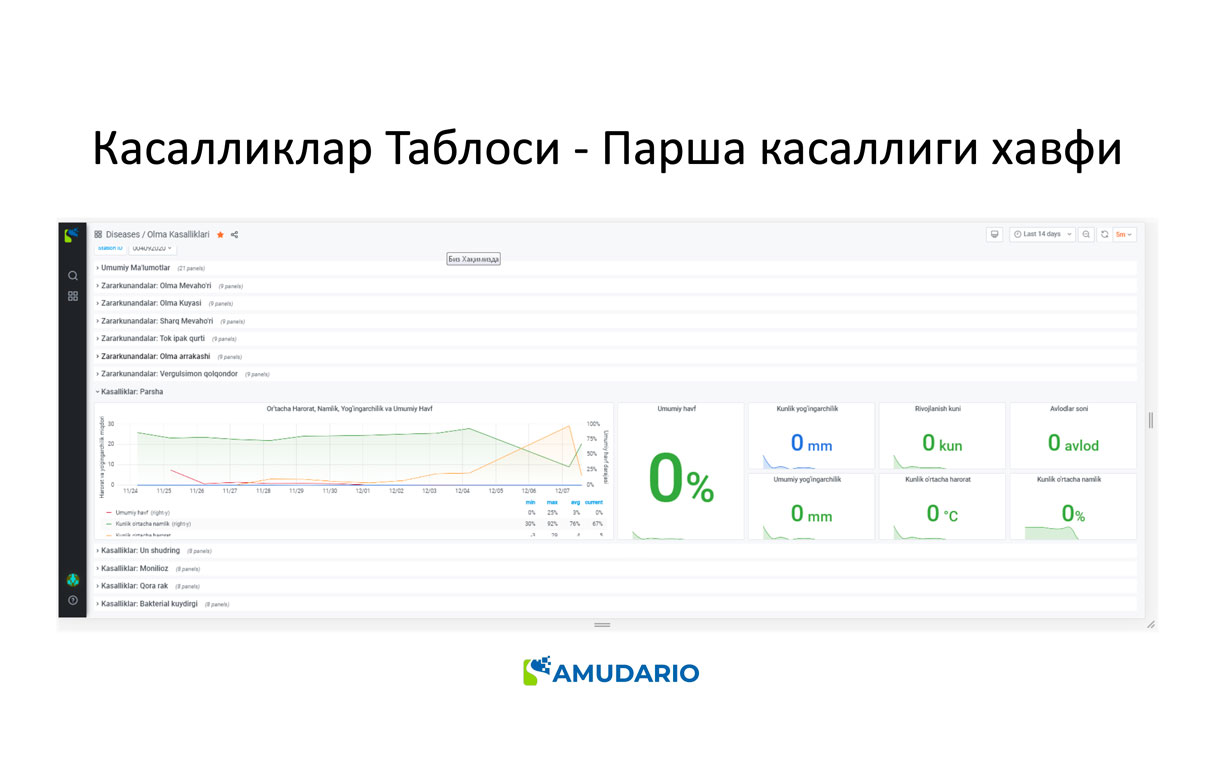 Касалликлар Таблоси - Парша касаллиги хавфи
Diseases / Olma Kasalliklari
Last 14 days
5m
Station ID
004092020
Биз Хақимизда
Umumiy Ma'lumotlar (21 panels)
Zararkunandalar: Olma Mevaho'ri (9 panels)
Zararkunandalar: Olma Kuyasi (9 panels)
Zararkunandalar: Sharq Mevaho'ri (9 panels)
Zararkunandalar: Tok ipak qurti (9 panels)
Zararkunandalar: Olma arrakashi (9 panels)
Zararkunandalar: Vergulsimon qolqondor (9 panels)
Kasalliklar: Parsha
O'rtacha Harorat, Namlik, Yog'ingarchilik va Umumiy Havf
Harorat va yog'ingarchilik miqdori
30
20
10
0
100%
75%
50%
25%
0%
Umumiy havf darajasi
11/24 11/25 11/26 11/27 11/28 11/29 11/30 12/01 12/02 12/03 12/04 12/05 12/06 12/07
min max avg current
Umumiy havf (right-y) 0% 25% 3% 0%
Kunlik o'rtacha namlik (right-y) 30% 92% 76% 67%
Kunlik o'rtacha harorat -3 29 4 5
Umumiy havf
0%
Kunlik yog'ingarchilik
0 mm
Rivojlanish kuni
0 kun
Avlodlar soni
0 avlod
Umumiy yog'ingarchilik
0 mm
Kunlik o'rtacha harorat
0 °C
Kunlik o'rtacha namlik
0%
Kasalliklar: Un shudring (8 panels)
Kasalliklar: Monilioz (8 panels)
Kasalliklar: Qora rak (8 panels)
Kasalliklar: Bakterial kuydirgi (8 panels)
AMUDARIO